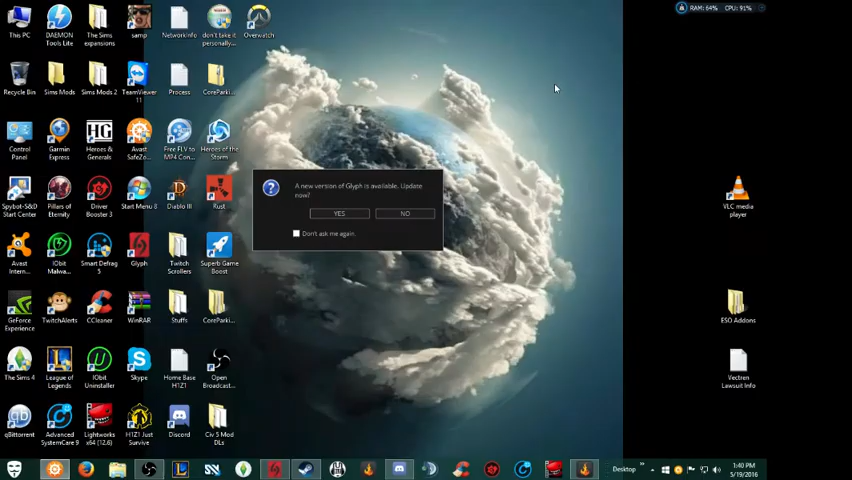 RAM: 64% CPU: 91%
This PC
DAEMON
Tools Lite
The Sims
expansions
samp
NetworkInfo
don't take it
personally...
Overwatch
Recycle Bin
Sims Mods
Sims Mods 2
TeamViewer
11
Process
CoreParki...
Control
Panel
Garmin
Express
Heroes &
Generals
Avast
SafeZo...
Free FLV to
MP4 Con...
Heroes of the
Storm
Spybot-S&D
Start Center
Pillars of
Eternity
Driver
Booster 3
Start Menu 8
Diablo III
Rust
Avast
Intern...
IObit
Malwa...
Smart Defrag
5
Glyph
Twitch
Scrollers
Superb Game
Boost
GeForce
Experience
TwitchAlerts
CCleaner
WinRAR
Stuffs
CoreParki...
The Sims 4
League of
Legends
IObit
Uninstaller
Skype
Home Base
H1Z1
Open
Broadcast...
qBittorrent
Advanced
SystemCare 9
Lightworks
x64 (12.6)
H1Z1 Just
Survive
Discord
Civ 5 Mod
DLs
A new version of Glyph is available. Update
now?
YES
NO
Don't ask me again.
VLC media
player
ESO Addons
Vectren
Lawsuit Info
Desktop
1:40 PM
5/19/2016